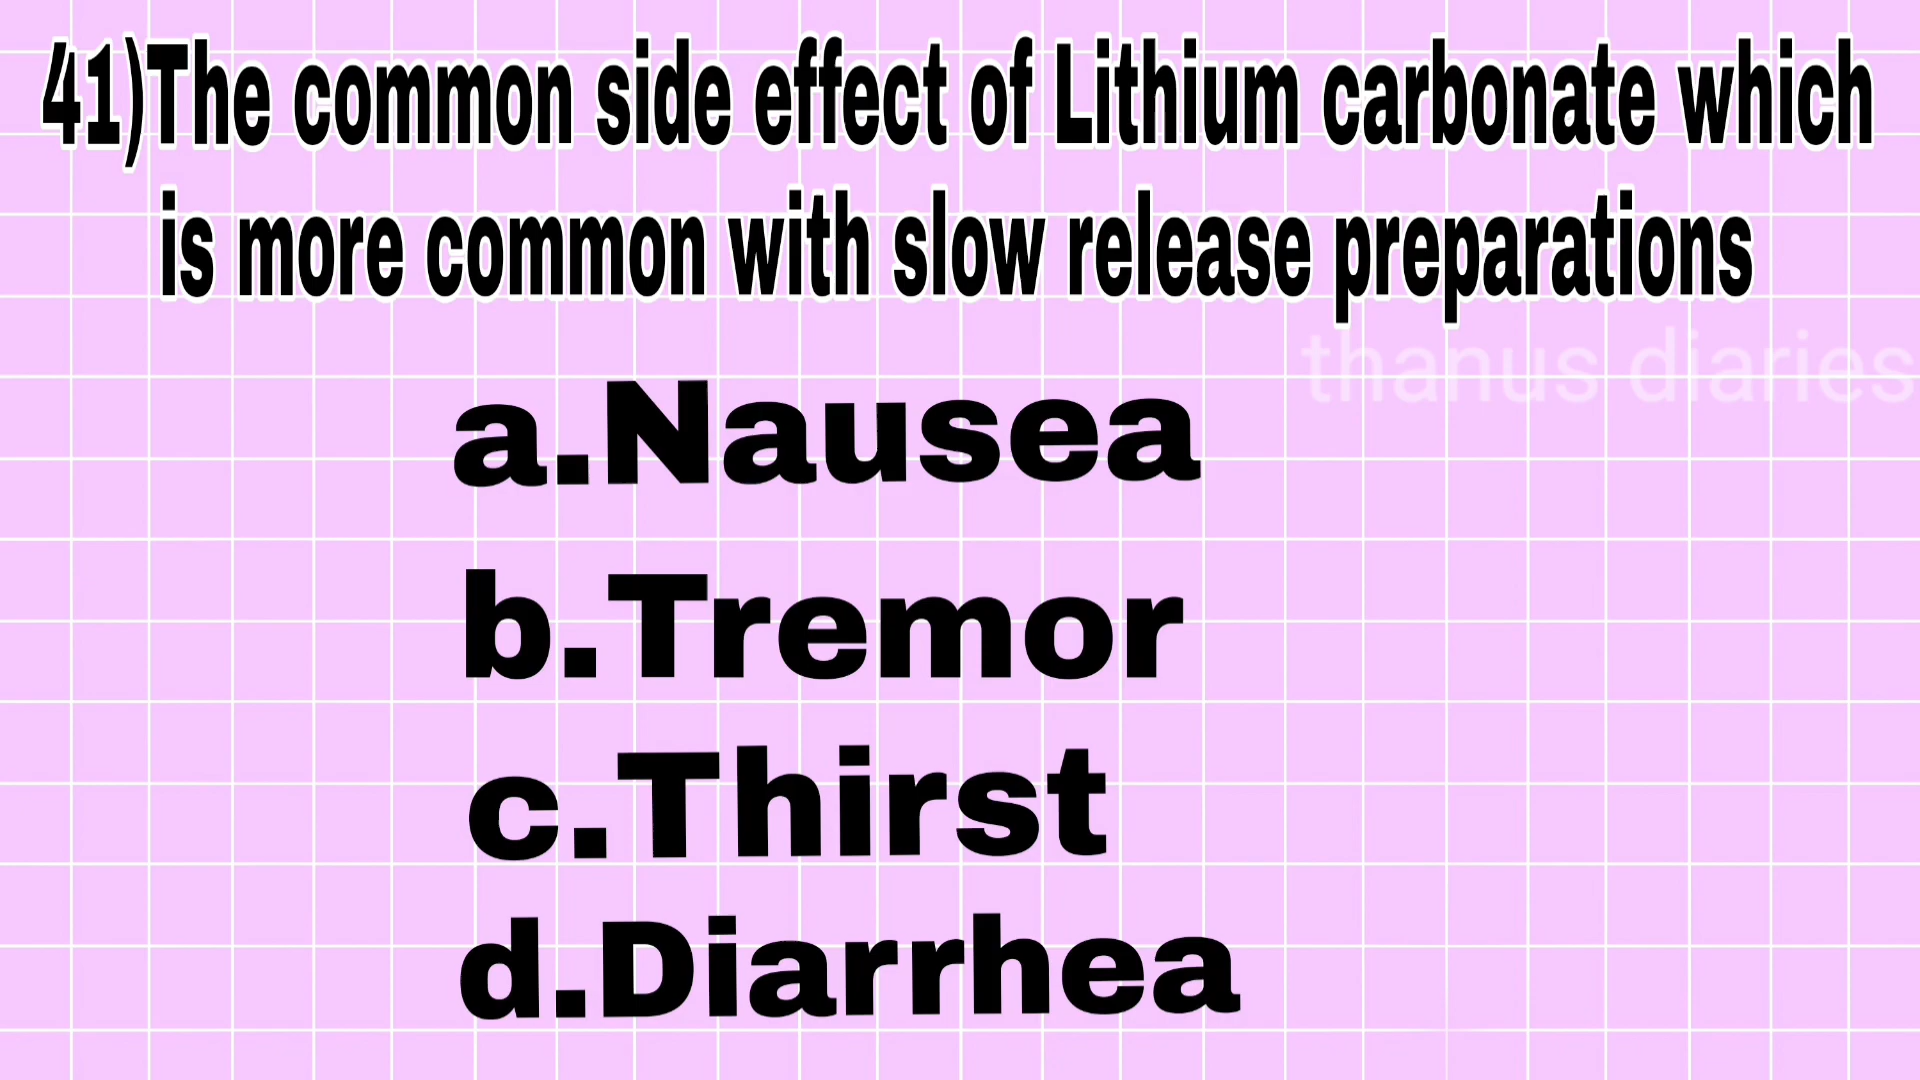 41)The common side effect of Lithium carbonate which
is more common with slow release preparations
thanus diaries
a.Nausea
b.Tremor
c.Thirst
d.Diarrhea